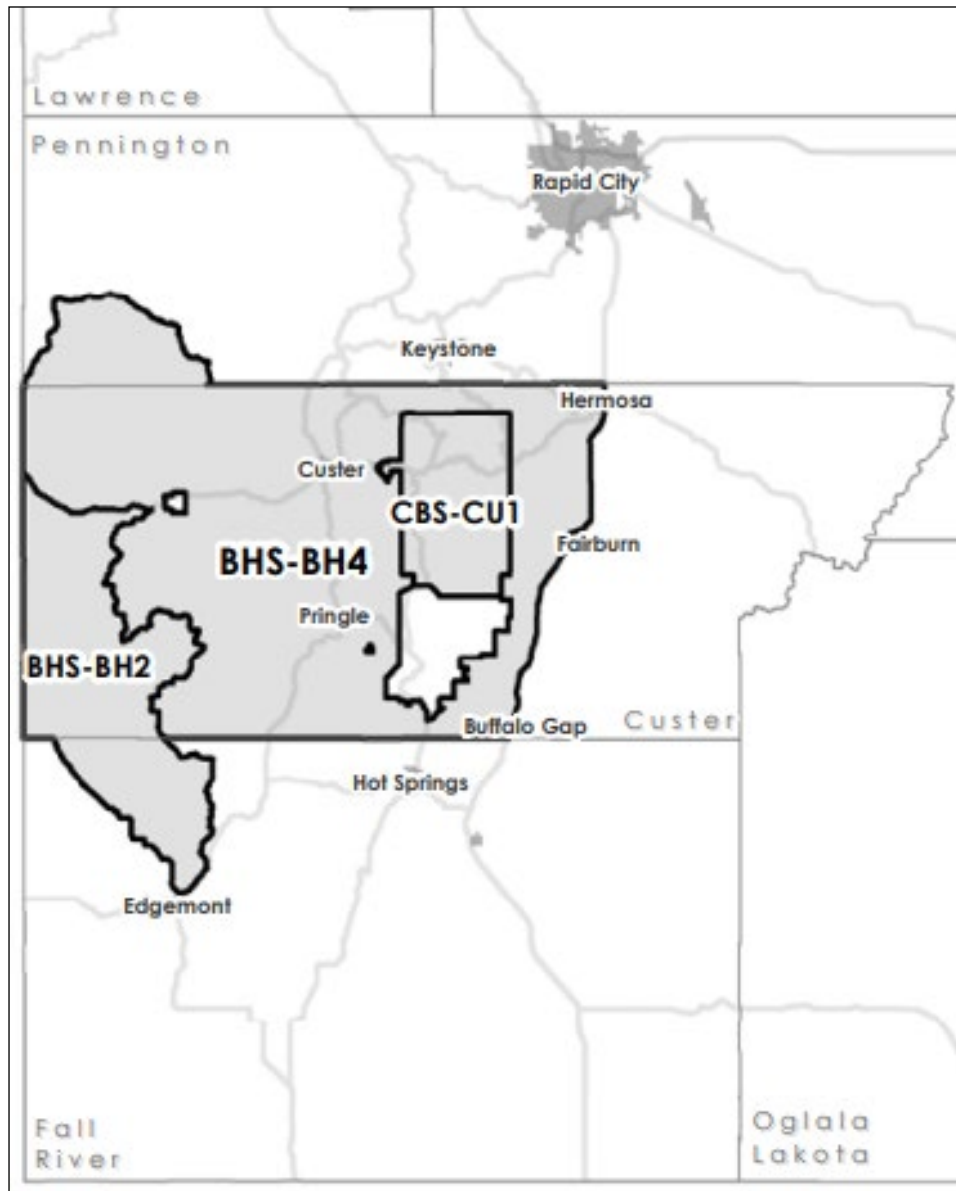 Lawrence
Pennington
Rapid City
Keystone
Hermosa
Custer
CBS-CU1
Fairburn
BHS-BH4
Pringle
BHS-BH2
Custer
Buffalo Gap
Hot Springs
Edgemont
Fall
River
Oglala
Lakota